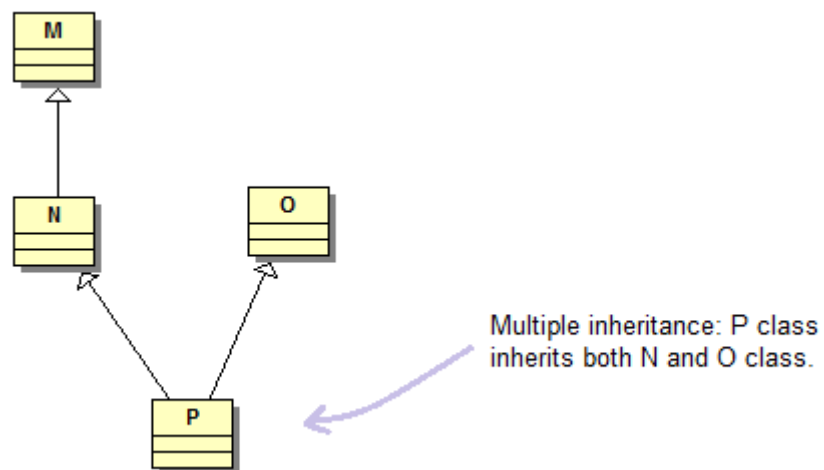 M
N
O
Multiple inheritance: P class
inherits both N and O class.
P